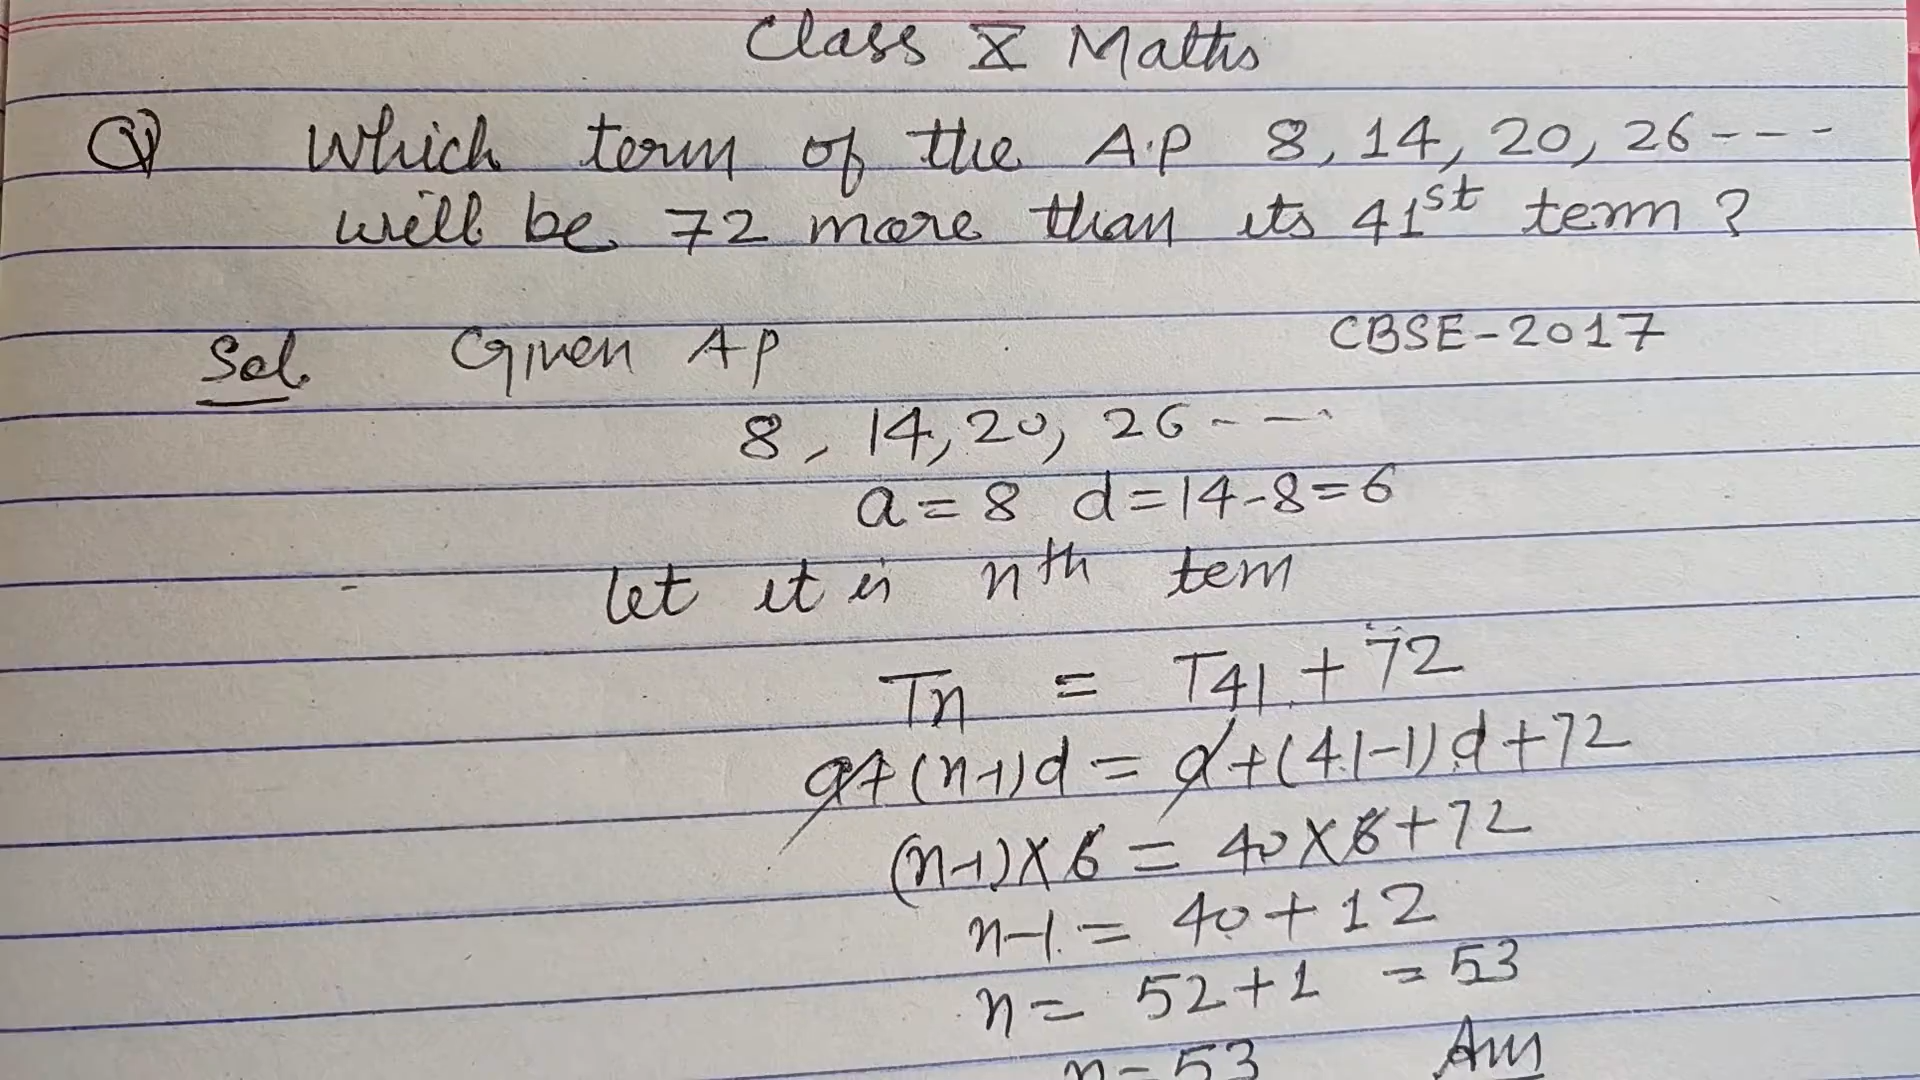 Class X Maths
Q Which term of the A.P 8, 14, 20, 26 ---
will be 72 more than its 41st term?
CBSE-2017
Sol. Given AP
8, 14, 20, 26 ---
a = 8 d = 14-8 = 6
let it is nth tem
Tn = T41 + 72
a+(n-1)d = a+(41-1)d+72
(n-1)×6 = 40×6+72
n-1 = 40+12
n = 52+1 = 53
n = 53 Ans